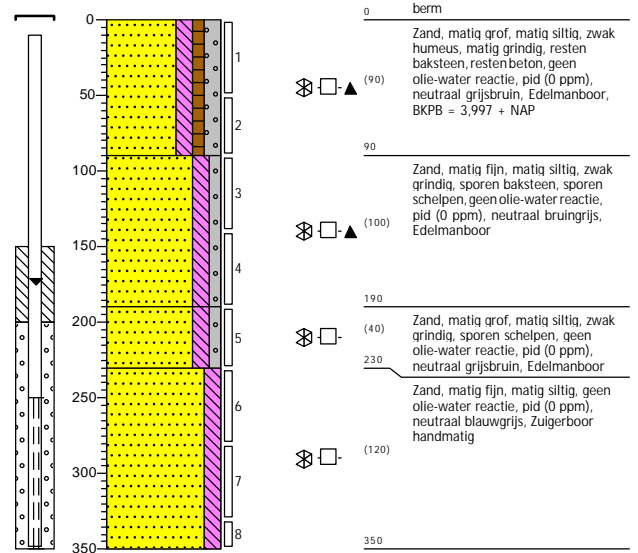 0
50
100
150
200
250
300
350
1
2
3
4
5
6
7
8
0
berm
Zand, matig grof, matig siltig, zwak
humeus, matig grindig, resten
baksteen, resten beton, geen
olie-water reactie, pid (0 ppm),
neutraal grijsbruin, Edelmanboor,
BKPB = 3,997 + NAP
(90)
90
Zand, matig fijn, matig siltig, zwak
grindig, sporen baksteen, sporen
schelpen, geen olie-water reactie,
pid (0 ppm), neutraal bruingrijs,
Edelmanboor
(100)
190
Zand, matig grof, matig siltig, zwak
grindig, sporen schelpen, geen
olie-water reactie, pid (0 ppm),
neutraal grijsbruin, Edelmanboor
(40)
230
Zand, matig fijn, matig siltig, geen
olie-water reactie, pid (0 ppm),
neutraal blauwgrijs, Zuigerboor
handmatig
(120)
350